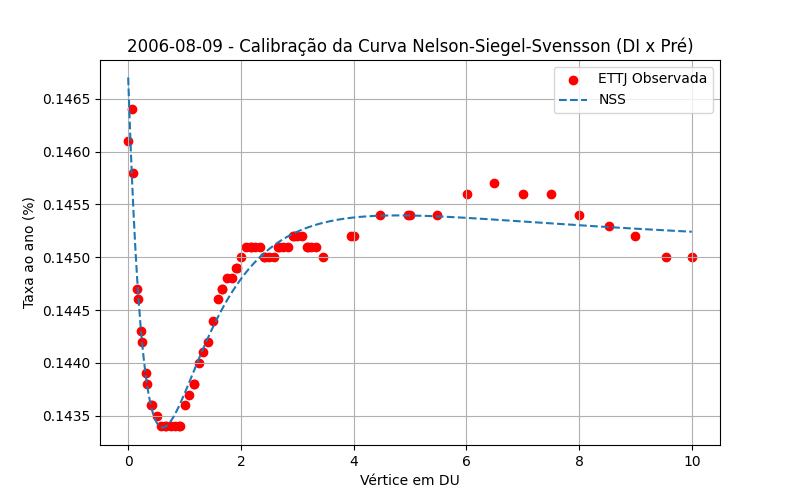 2006-08-09 - Calibração da Curva Nelson-Siegel-Svensson (DI x Pré)
ETTJ Observada
NSS
Taxa ao ano (%)
0.1465
0.1460
0.1455
0.1450
0.1445
0.1440
0.1435
0 2 4 6 8 10
Vértice em DU